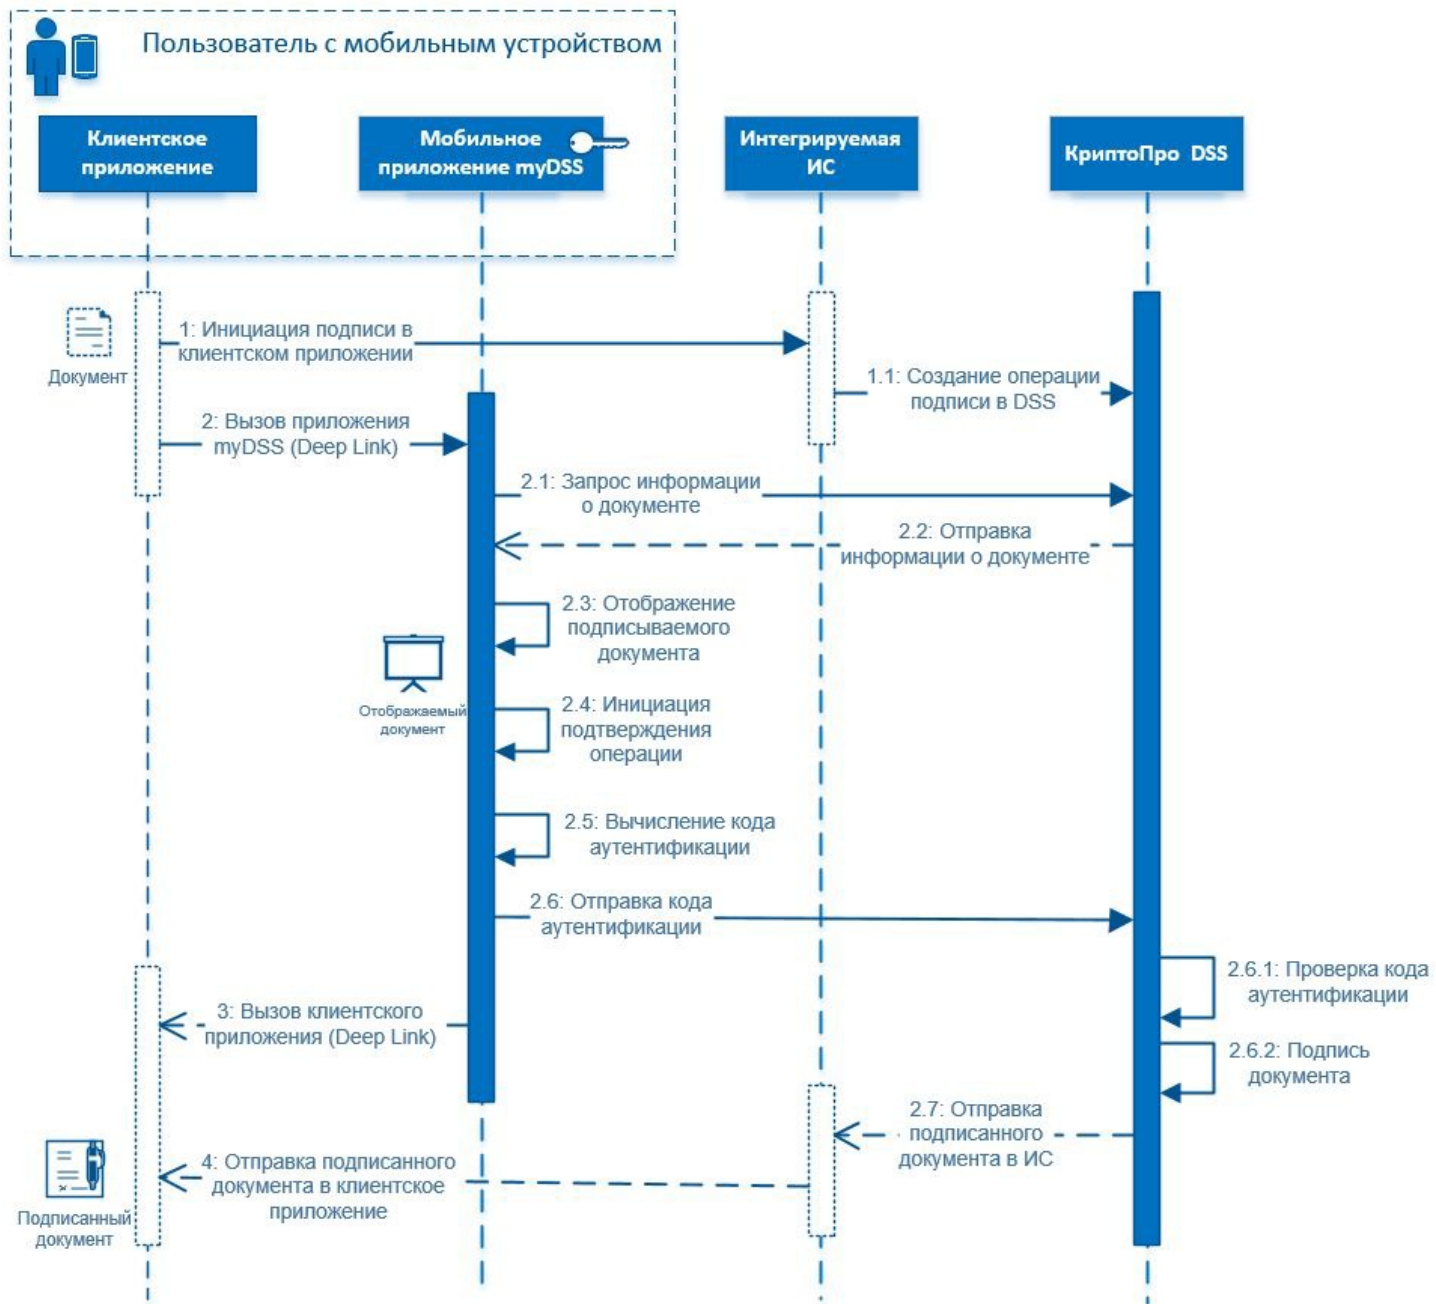 Пользователь с мобильным устройством
Клиентское
приложение
Мобильное
приложение myDSS
Интегрируемая
ИС
КриптоПро DSS
Документ
1: Инициация подписи в
клиентском приложении
1.1: Создание операции
подписи в DSS
2: Вызов приложения
myDSS (Deep Link)
2.1: Запрос информации
о документе
2.2: Отправка
информации о документе
2.3: Отображение
подписываемого
документа
Отображаемый
документ
2.4: Инициация
подтверждения
операции
2.5: Вычисление кода
аутентификации
2.6: Отправка кода
аутентификации
2.6.1: Проверка кода
аутентификации
3: Вызов клиентского
приложения (Deep Link)
2.6.2: Подпись
документа
2.7: Отправка
подписанного
документа в ИС
4: Отправка подписанного
документа в клиентское
приложение
Подписанный
документ